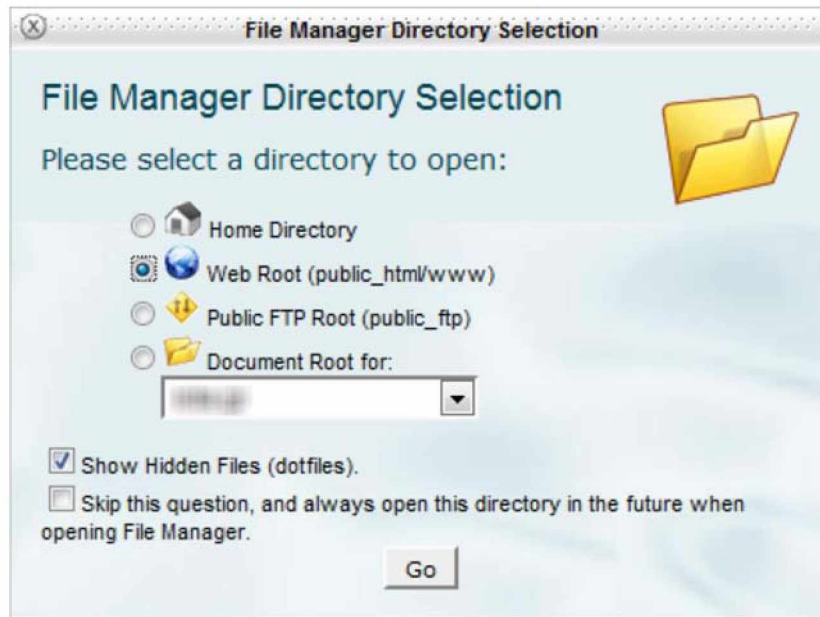 File Manager Directory Selection
File Manager Directory Selection
Please select a directory to open:
Home Directory
Web Root (public_html/www)
Public FTP Root (public_ftp)
Document Root for:
Show Hidden Files (dotfiles).
Skip this question, and always open this directory in the future when
opening File Manager.
Go